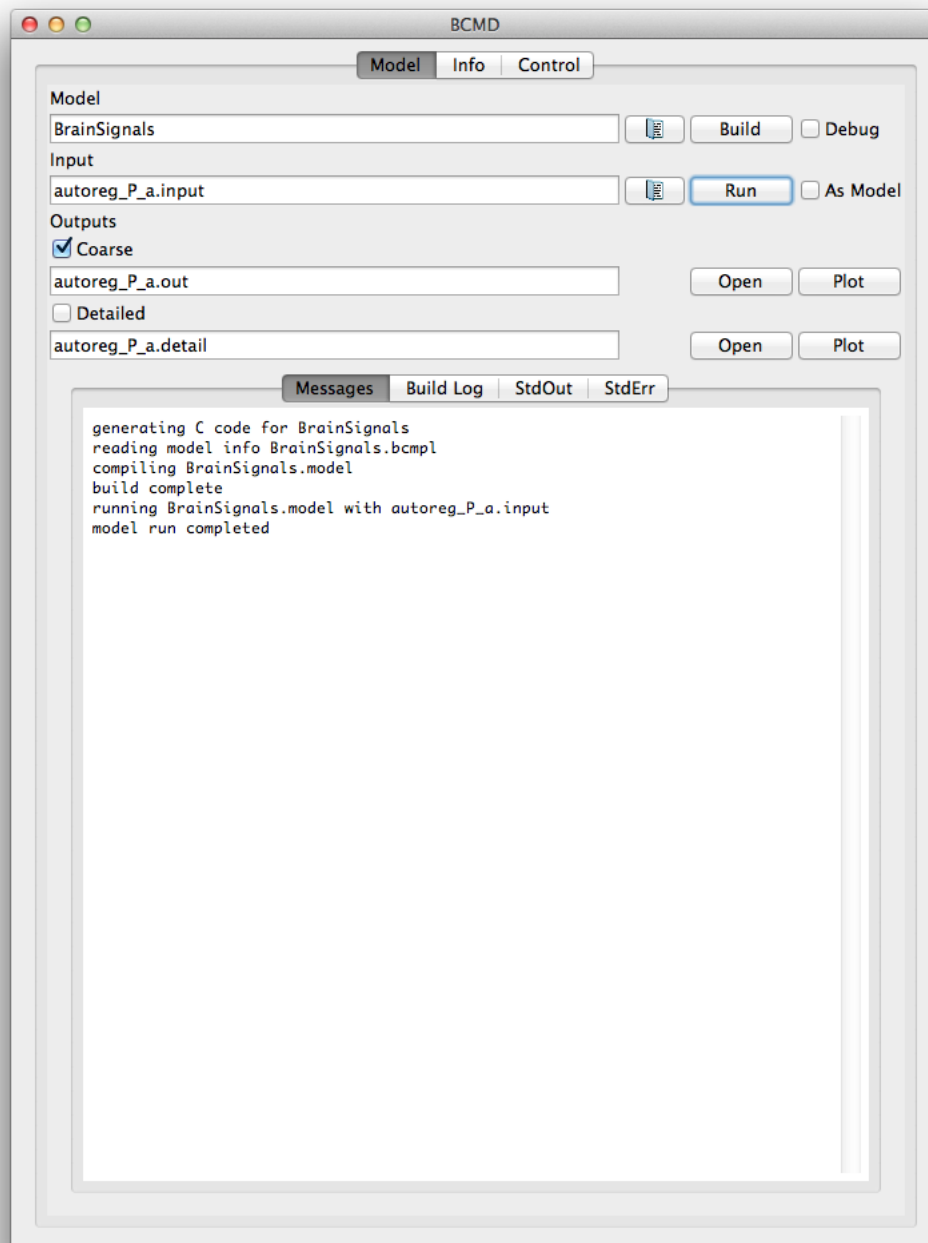 BCMD
Model Info Control
Model
BrainSignals Build Debug
Input
autoreg_P_a.input Run As Model
Outputs
Coarse
autoreg_P_a.out Open Plot
Detailed
autoreg_P_a.detail Open Plot
Messages Build Log StdOut StdErr
generating C code for BrainSignals
reading model info BrainSignals.bcmpl
compiling BrainSignals.model
build complete
running BrainSignals.model with autoreg_P_a.input
model run completed